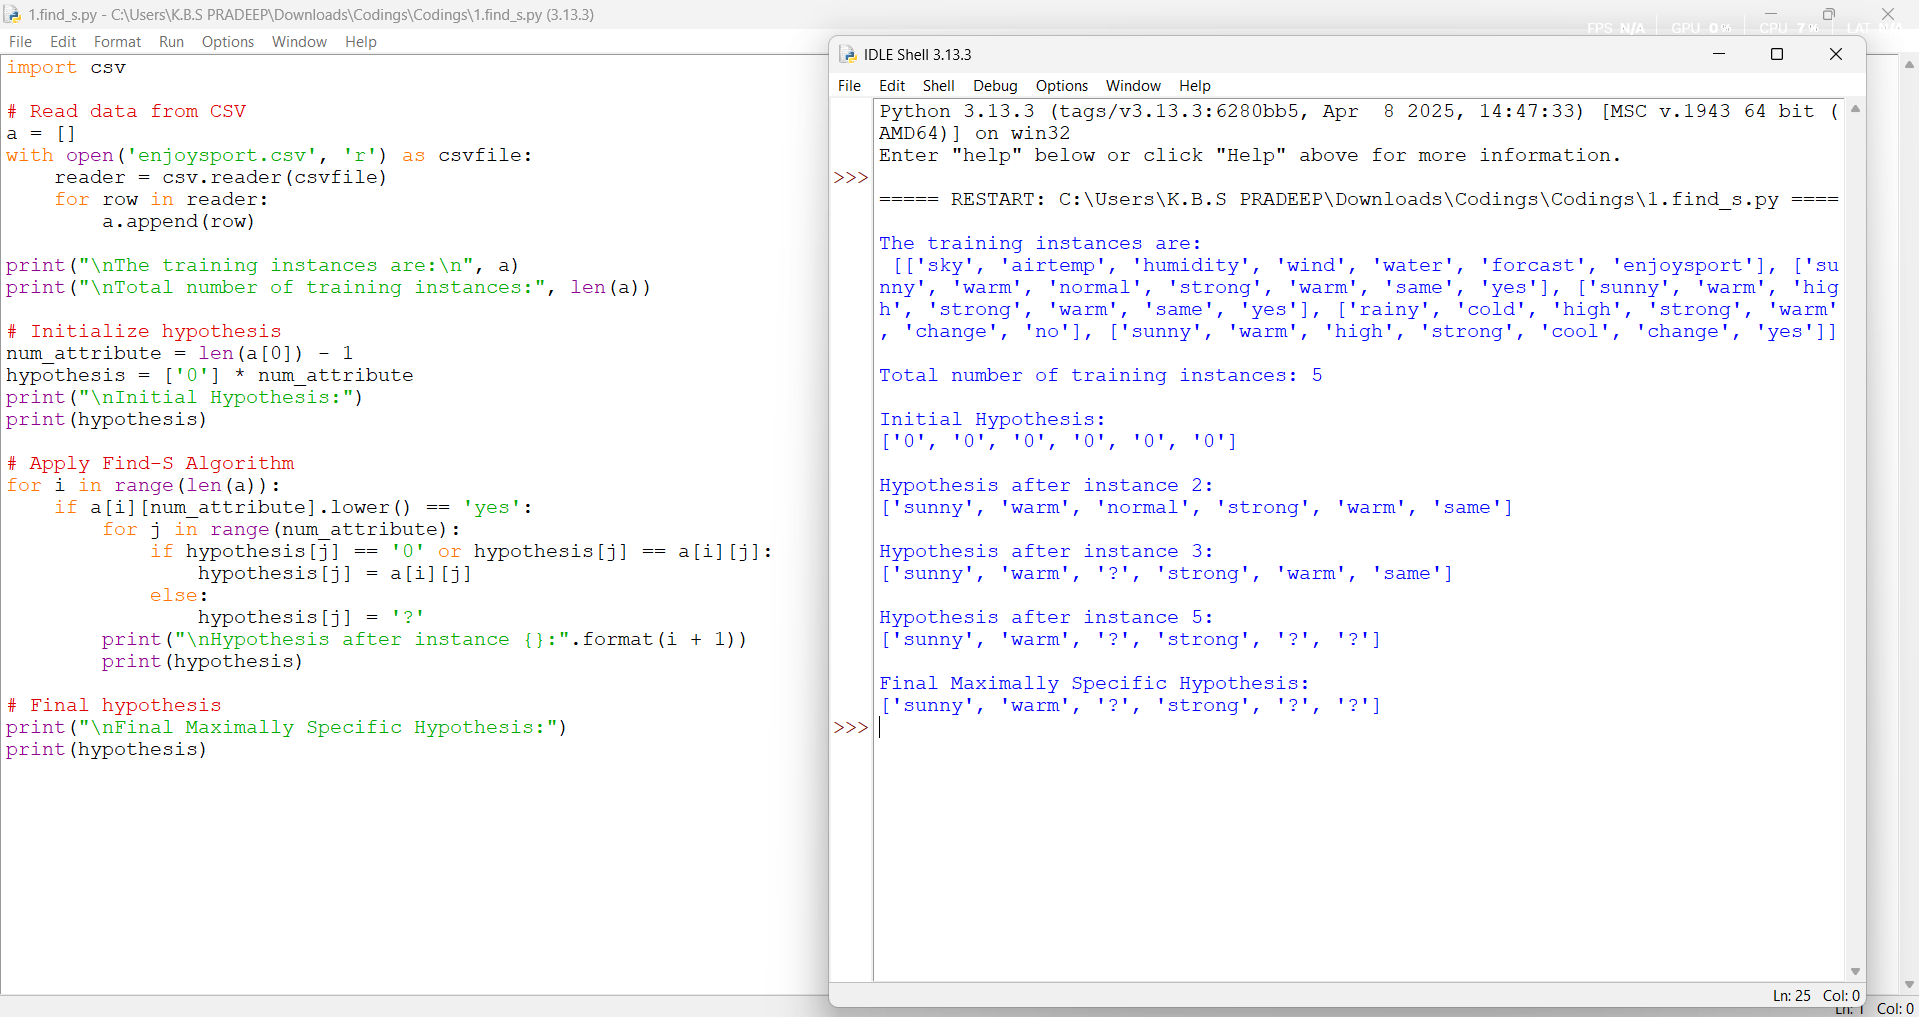 1.find_s.py - C:\Users\K.B.S PRADEEP\Downloads\Codings\Codings\1.find_s.py (3.13.3)
FPS N/A GPU 0% CPU 7% LAT N/A
File Edit Format Run Options Window Help
import csv

# Read data from CSV
a = []
with open('enjoysport.csv', 'r') as csvfile:
    reader = csv.reader(csvfile)
    for row in reader:
        a.append(row)

print("\nThe training instances are:\n", a)
print("\nTotal number of training instances:", len(a))

# Initialize hypothesis
num_attribute = len(a[0]) - 1
hypothesis = ['0'] * num_attribute
print("\nInitial Hypothesis:")
print(hypothesis)

# Apply Find-S Algorithm
for i in range(len(a)):
    if a[i][num_attribute].lower() == 'yes':
        for j in range(num_attribute):
            if hypothesis[j] == '0' or hypothesis[j] == a[i][j]:
                hypothesis[j] = a[i][j]
            else:
                hypothesis[j] = '?'
        print("\nHypothesis after instance {}:".format(i + 1))
        print(hypothesis)

# Final hypothesis
print("\nFinal Maximally Specific Hypothesis:")
print(hypothesis)
IDLE Shell 3.13.3
File Edit Shell Debug Options Window Help
Python 3.13.3 (tags/v3.13.3:6280bb5, Apr  8 2025, 14:47:33) [MSC v.1943 64 bit (
AMD64)] on win32
Enter "help" below or click "Help" above for more information.
>>>
===== RESTART: C:\Users\K.B.S PRADEEP\Downloads\Codings\Codings\1.find_s.py ====

The training instances are:
 [['sky', 'airtemp', 'humidity', 'wind', 'water', 'forcast', 'enjoysport'], ['su
nny', 'warm', 'normal', 'strong', 'warm', 'same', 'yes'], ['sunny', 'warm', 'hig
h', 'strong', 'warm', 'same', 'yes'], ['rainy', 'cold', 'high', 'strong', 'warm'
, 'change', 'no'], ['sunny', 'warm', 'high', 'strong', 'cool', 'change', 'yes']]

Total number of training instances: 5

Initial Hypothesis:
['0', '0', '0', '0', '0', '0']

Hypothesis after instance 2:
['sunny', 'warm', 'normal', 'strong', 'warm', 'same']

Hypothesis after instance 3:
['sunny', 'warm', '?', 'strong', 'warm', 'same']

Hypothesis after instance 5:
['sunny', 'warm', '?', 'strong', '?', '?']

Final Maximally Specific Hypothesis:
['sunny', 'warm', '?', 'strong', '?', '?']
>>>
Ln: 25 Col: 0
Ln: 1 Col: 0